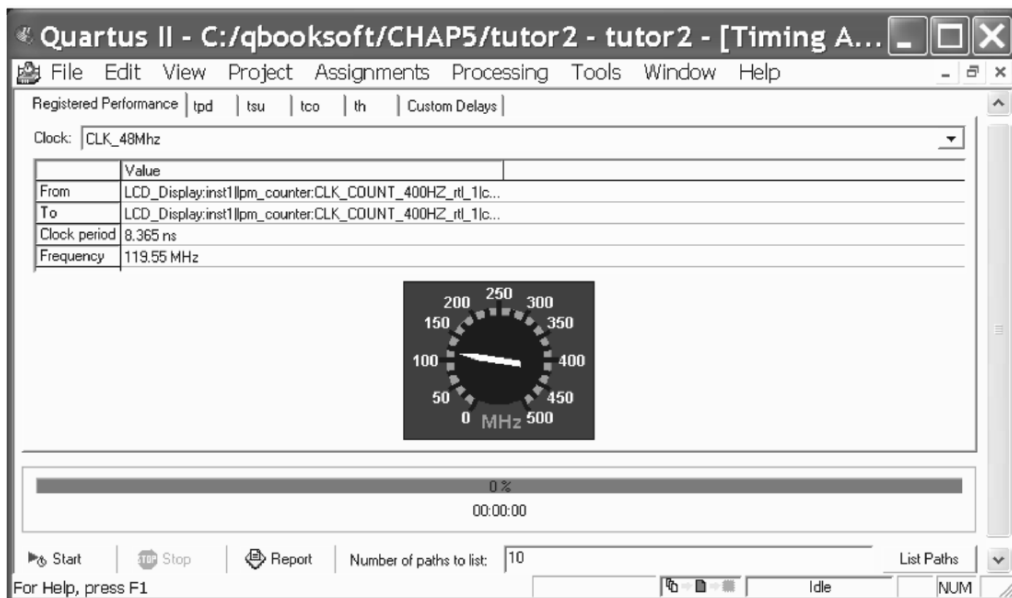 Quartus II - C:/qbooksoft/CHAP5/tutor2 - tutor2 - [Timing A...
File Edit View Project Assignments Processing Tools Window Help
Registered Performance tpd tsu tco th Custom Delays
Clock: CLK_48Mhz
Value
From LCD_Display:inst1|lpm_counter:CLK_COUNT_400HZ_rtl_1|c...
To LCD_Display:inst1|lpm_counter:CLK_COUNT_400HZ_rtl_1|c...
Clock period 8.365 ns
Frequency 119.55 MHz
250
200 300
150 350
100 400
50 450
0 MHz 500
0 %
00:00:00
Start STOP Stop Report Number of paths to list: 10 List Paths
For Help, press F1 Idle NUM